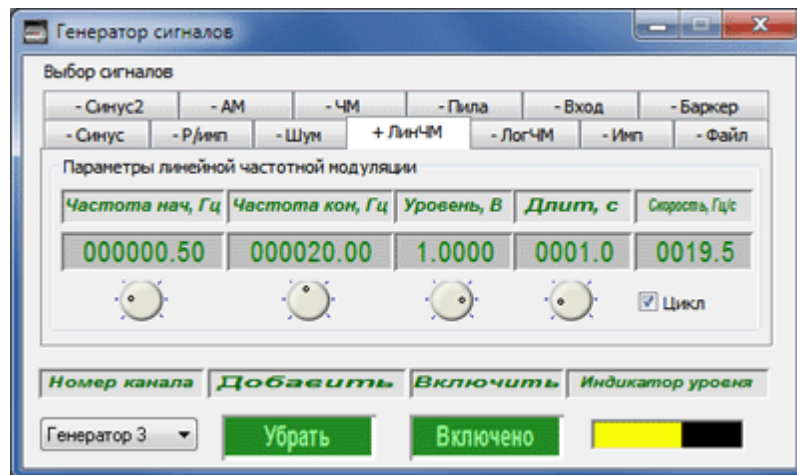 Генератор сигналов
Выбор сигналов
- Синус2 - АМ - ЧМ - Пила - Вход - Баркер
- Синус - Р/имп - Шум + ЛинЧМ - ЛогЧМ - Имп - Файл
Параметры линейной частотной модуляции
Частота нач, Гц Частота кон, Гц Уровень, В Длит, с Скорость, Гц/с
000000.50 000020.00 1.0000 0001.0 0019.5
Цикл
Номер канала Добавить Включить Индикатор уровня
Генератор 3 Убрать Включено